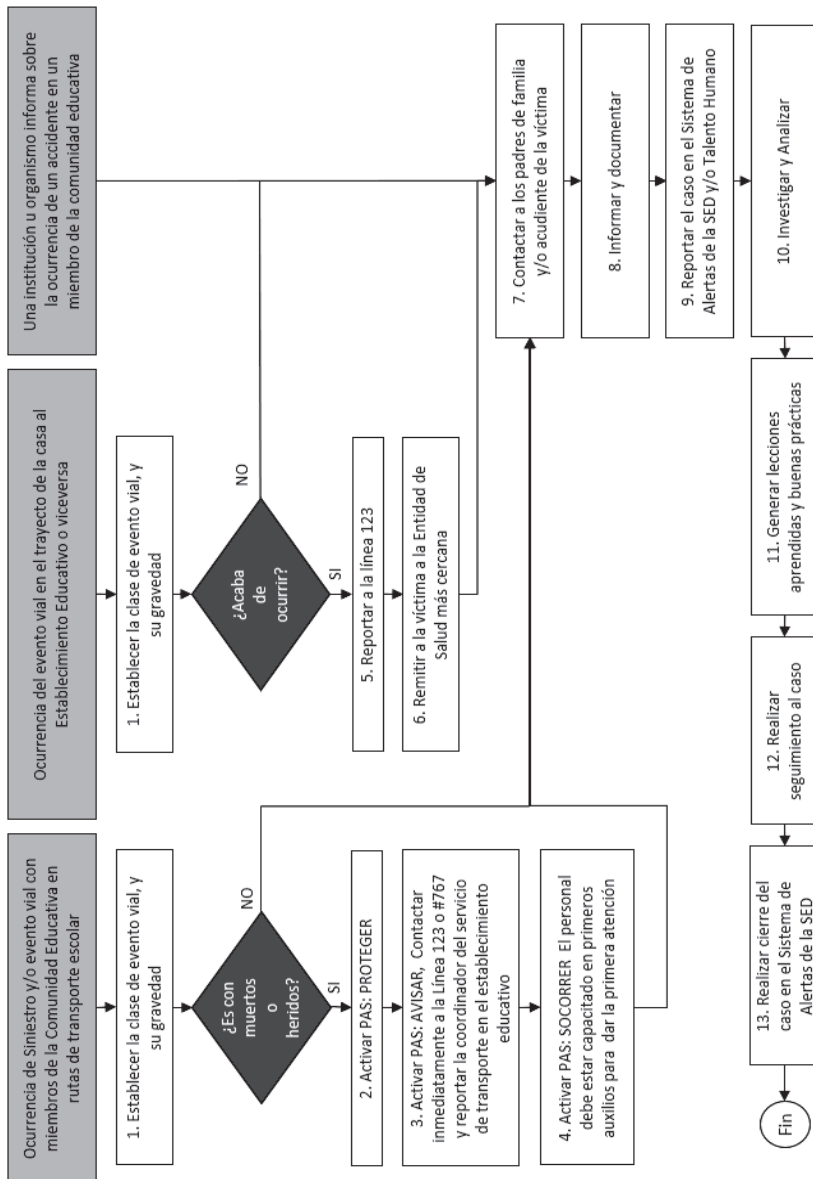 Ocurrencia de Siniestro y/o evento vial con
miembros de la Comunidad Educativa en
rutas de transporte escolar
1. Establecer la clase de evento vial, y
su gravedad
¿Es con
muertos
o
heridos?
NO
SI
2. Activar PAS: PROTEGER
3. Activar PAS: AVISAR, Contactar
inmediatamente a la Línea 123 o #767
y reportar la coordinador del servicio
de transporte en el establecimiento
educativo
4. Activar PAS: SOCORRER El personal
debe estar capacitado en primeros
auxilios para dar la primera atención
Ocurrencia del evento vial en el trayecto de la casa al
Establecimiento Educativo o viceversa
1. Establecer la clase de evento vial, y
su gravedad
¿Acaba
de
ocurrir?
NO
SI
5. Reportar a la línea 123
6. Remitir a la víctima a la Entidad de
Salud más cercana
Una institución u organismo informa sobre
la ocurrencia de un accidente en un
miembro de la comunidad educativa
7. Contactar a los padres de familia
y/o acudiente de la víctima
8. Informar y documentar
9. Reportar el caso en el Sistema de
Alertas de la SED y/o Talento Humano
10. Investigar y Analizar
11. Generar lecciones
aprendidas y buenas prácticas
12. Realizar
seguimiento al caso
13. Realizar cierre del
caso en el Sistema de
Alertas de la SED
Fin